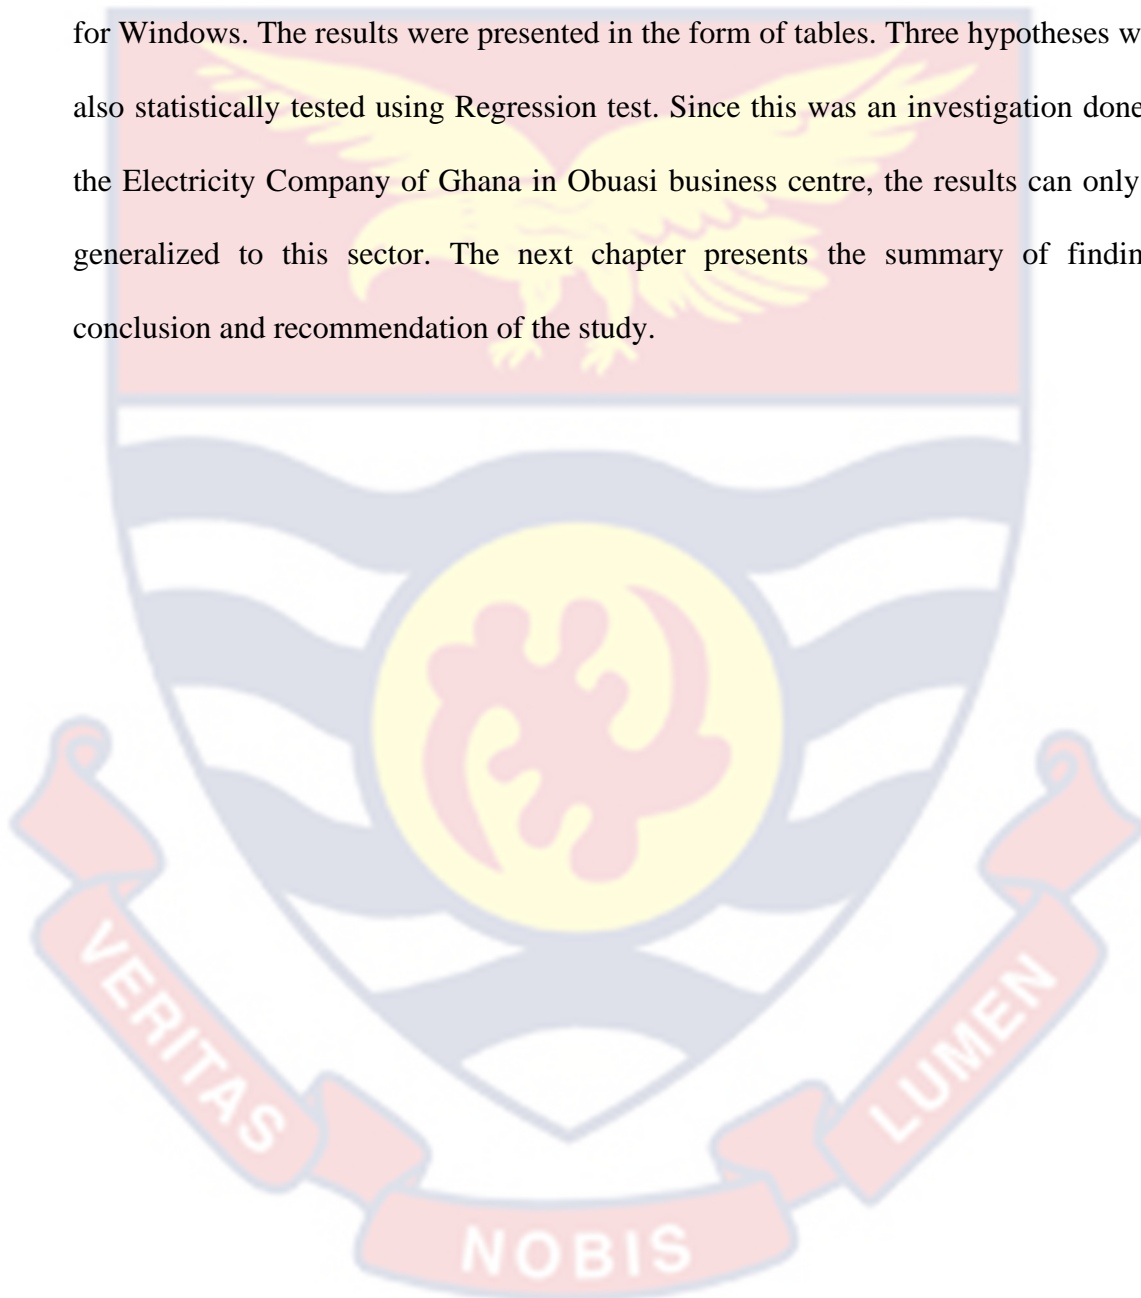 for Windows. The results were presented in the form of tables. Three hypotheses w
also statistically tested using Regression test. Since this was an investigation done
the Electricity Company of Ghana in Obuasi business centre, the results can only
generalized to this sector. The next chapter presents the summary of findin
conclusion and recommendation of the study.
VERITAS
NOBIS
LUMEN